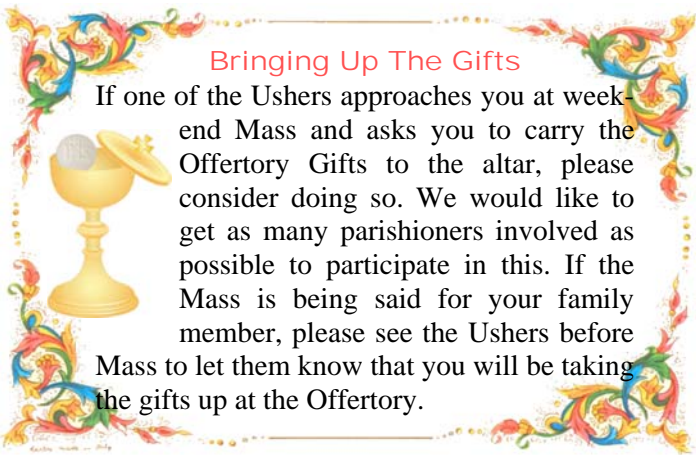 Bringing Up The Gifts
If one of the Ushers approaches you at week-
end Mass and asks you to carry the
Offertory Gifts to the altar, please
consider doing so. We would like to
get as many parishioners involved as
possible to participate in this. If the
Mass is being said for your family
member, please see the Ushers before
Mass to let them know that you will be taking
the gifts up at the Offertory.